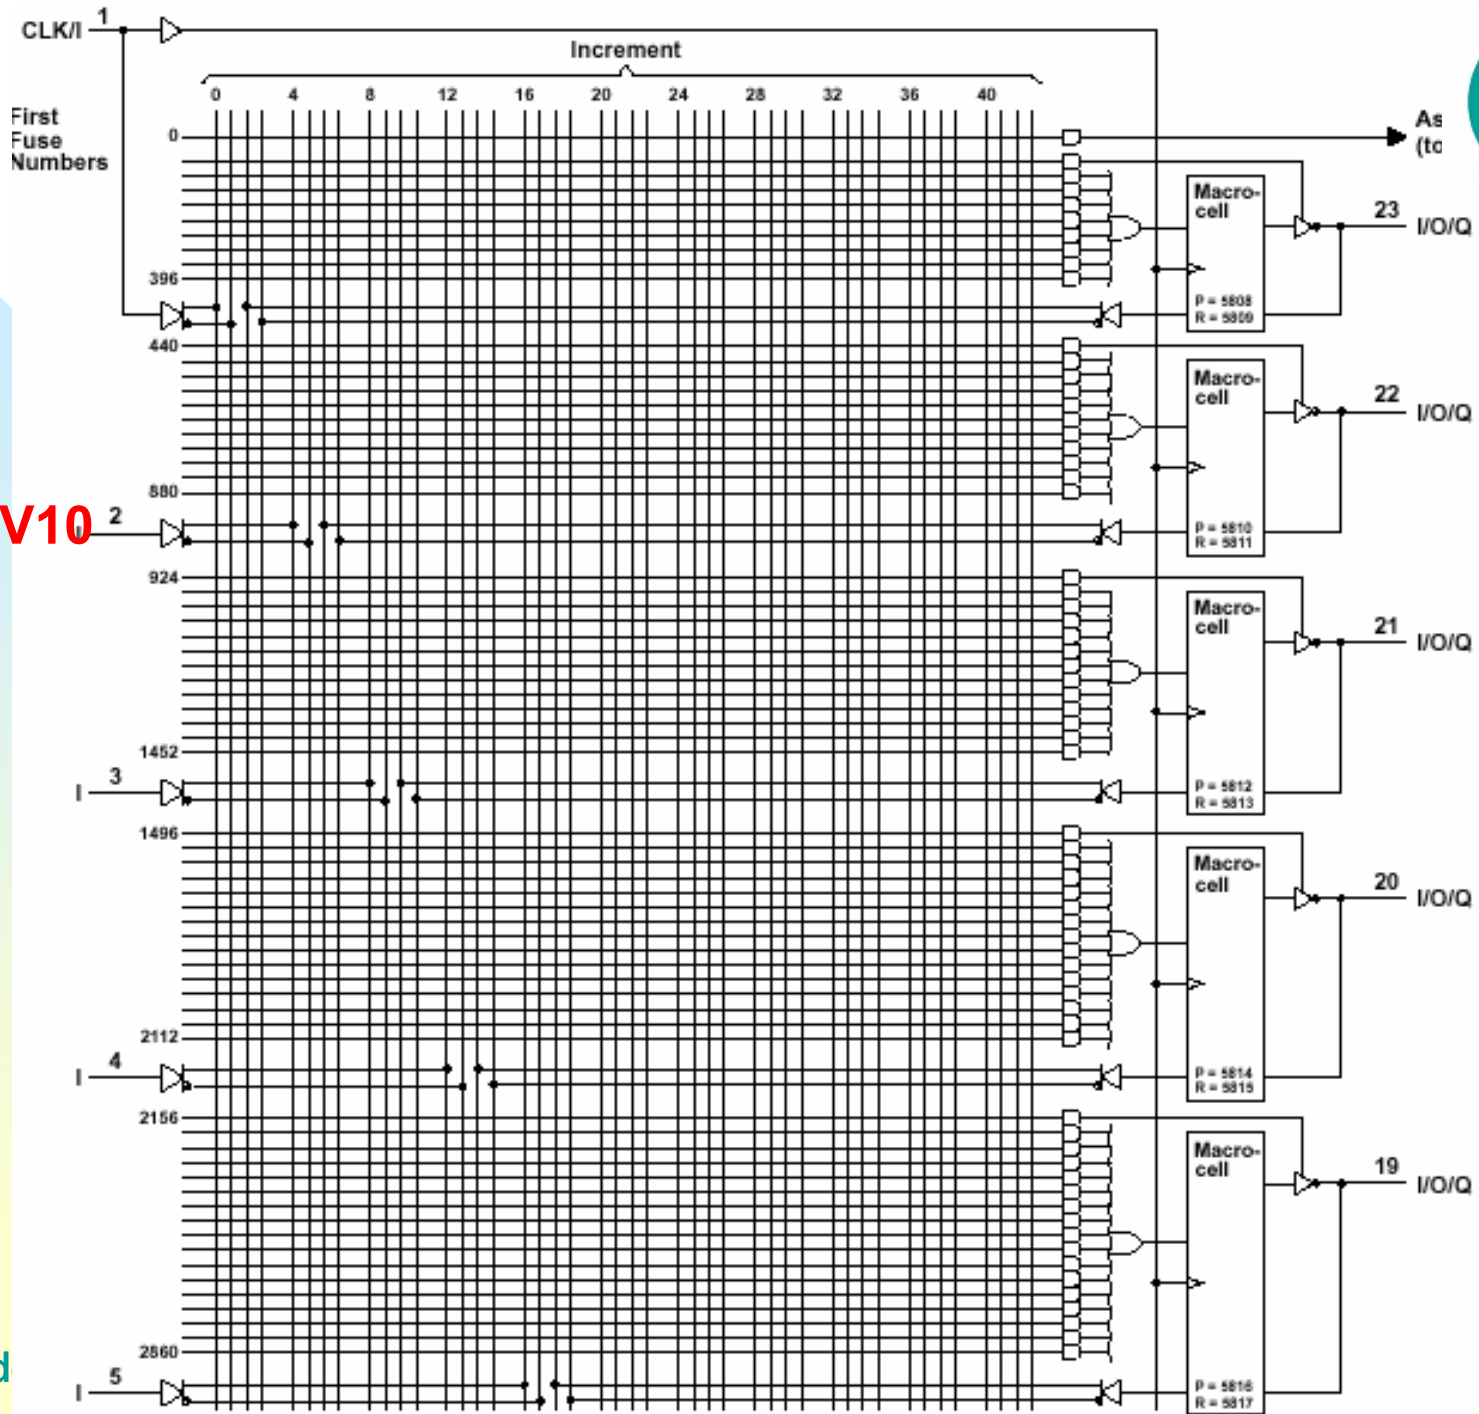 CLK/I 1
Increment
0 4 8 12 16 20 24 28 32 36 40
First
Fuse
Numbers
0
As
(to
Macro-
cell
23 I/O/Q
396
P = 5808
R = 5809
440
Macro-
cell
22 I/O/Q
880
V10
2
P = 5810
R = 5811
924
Macro-
cell
21 I/O/Q
1452
I 3
P = 5812
R = 5813
1496
Macro-
cell
20 I/O/Q
2112
I 4
P = 5814
R = 5815
2156
Macro-
cell
19 I/O/Q
2860
d
I 5
P = 5816
R = 5817